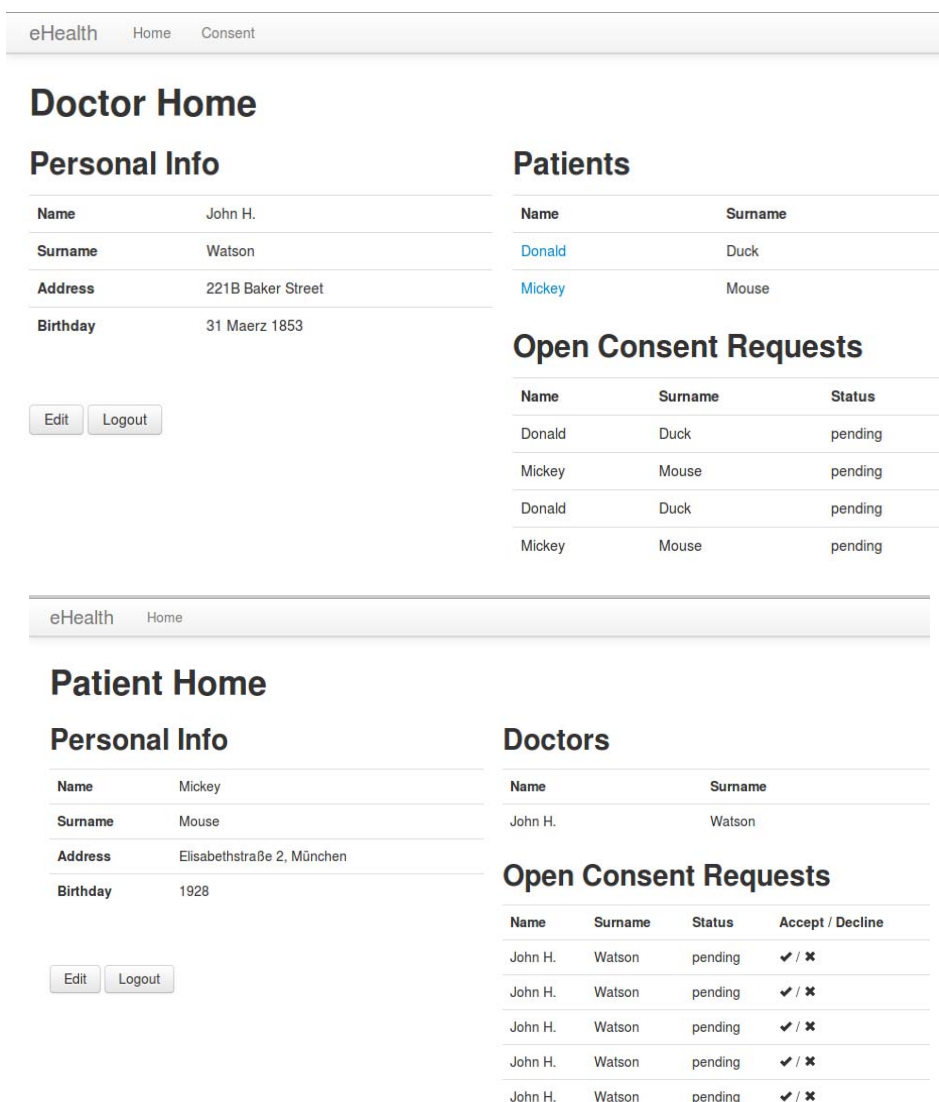 eHealth Home Consent
Doctor Home
Personal Info
Name John H.
Surname Watson
Address 221B Baker Street
Birthday 31 Maerz 1853
Edit Logout
Patients
Name Surname
Donald Duck
Mickey Mouse
Open Consent Requests
Name Surname Status
Donald Duck pending
Mickey Mouse pending
Donald Duck pending
Mickey Mouse pending
eHealth Home
Patient Home
Personal Info
Name Mickey
Surname Mouse
Address Elisabethstraße 2, München
Birthday 1928
Edit Logout
Doctors
Name Surname
John H. Watson
Open Consent Requests
Name Surname Status Accept / Decline
John H. Watson pending ✔ / ✖
John H. Watson pending ✔ / ✖
John H. Watson pending ✔ / ✖
John H. Watson pending ✔ / ✖
John H. Watson pending ✔ / ✖